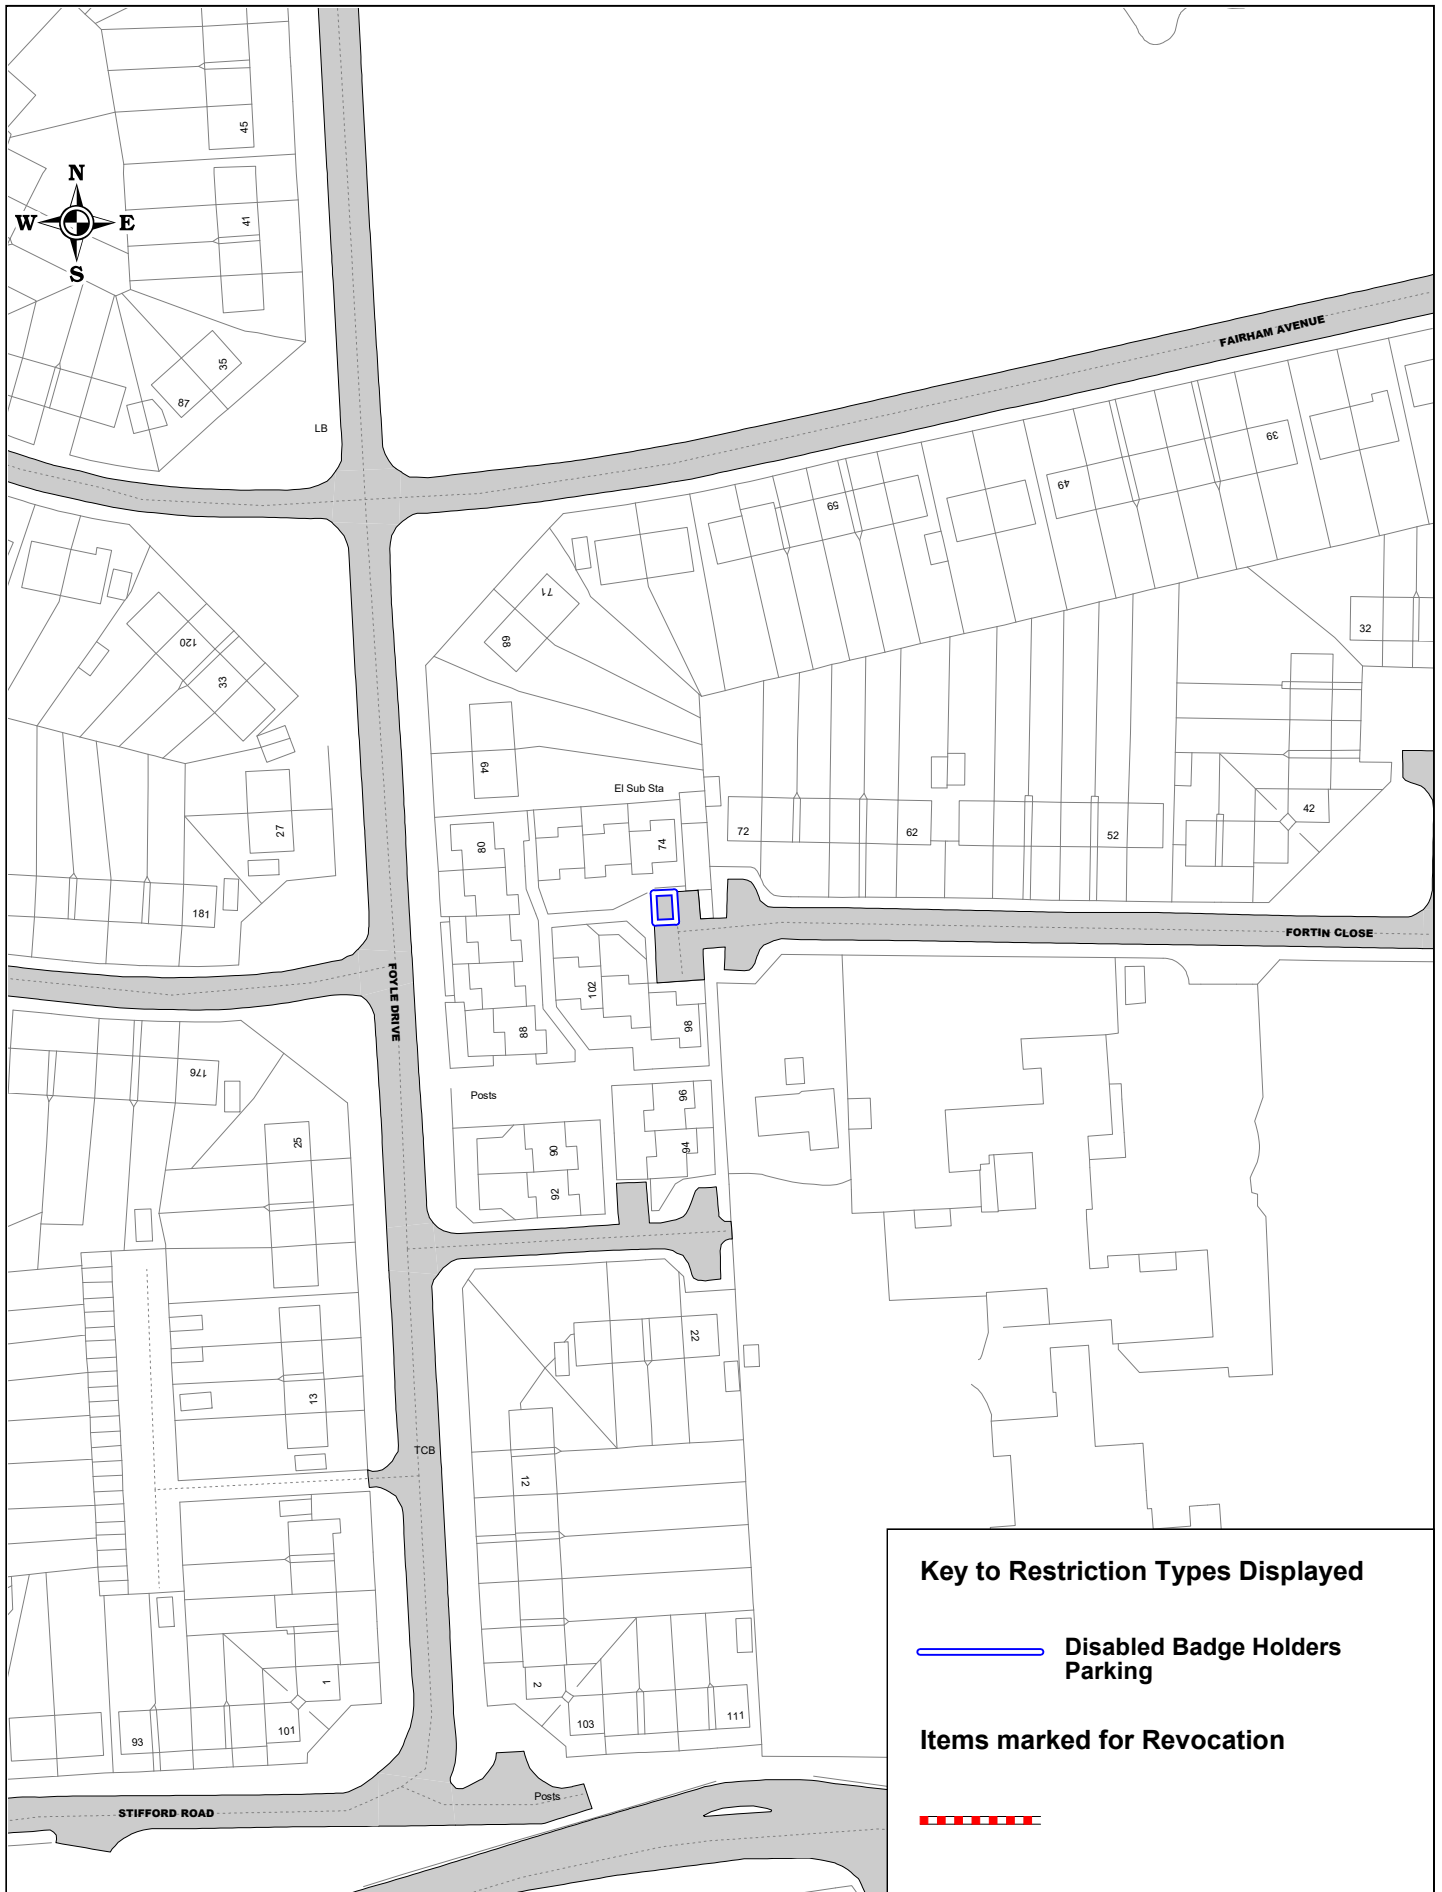 45
N
W E
S
41
FAIRHAM AVENUE
35
87
LB
39
49
59
71
68
120
33
32
64
El Sub Sta
42
27
80
74
72
62
52
181
FORTIN CLOSE
FOYLE DRIVE
102
98
88
176
Posts
96
25
90
94
92
22
13
TCB
12
Key to Restriction Types Displayed
Disabled Badge Holders
Parking
1
2
101
103
111
93
Items marked for Revocation
Posts
STIFFORD ROAD